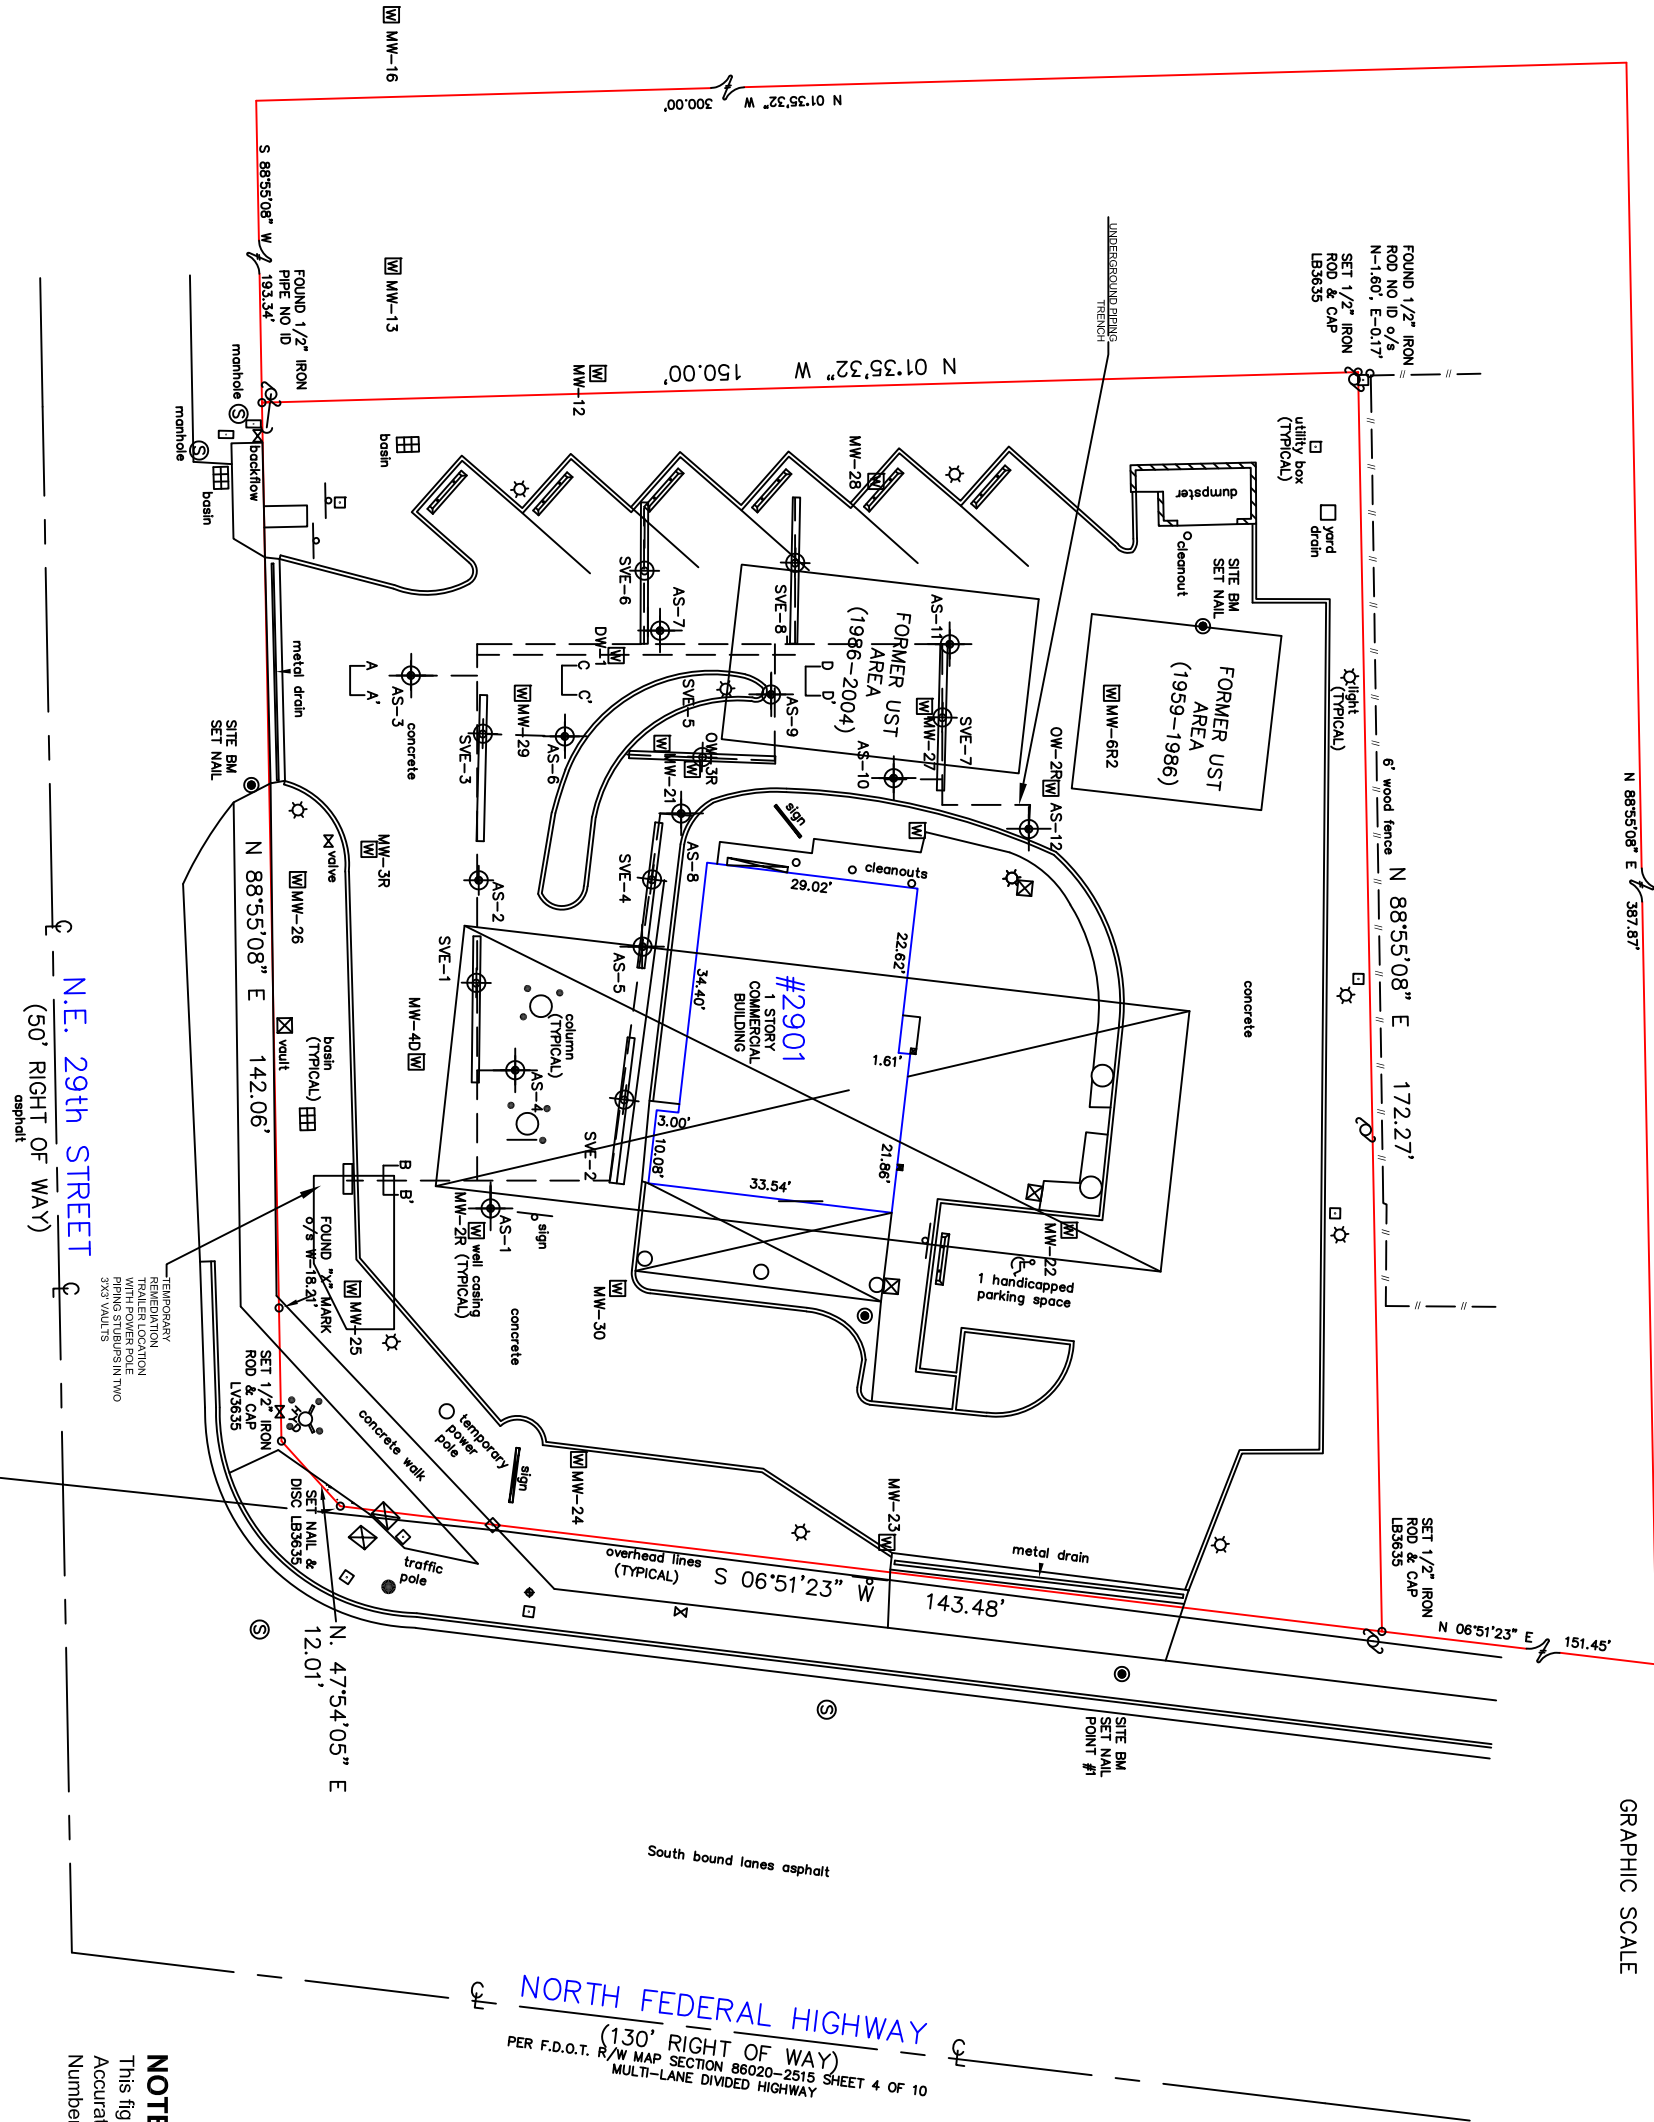 MW-16
N 01°35'32" W 300.00'
S 88°55'08" W 193.34'
MW-13
FOUND 1/2" IRON
PIPE NO ID
manhole
manhole
basin
backflow
basin
MW-12
N 01°35'32" W 150.00'
UNDERGROUND PIPING
TRENCH
FOUND 1/2" IRON
ROD NO ID o/s
N-1.60', E-0.17'
SET 1/2" IRON
ROD & CAP
LB3635
utility box
(TYPICAL)
yard
drain
dumpster
cleanout
SITE BM
SET NAIL
MW-28
SVE-6
AS-7
SVE-8
AS-11
DW-1
FORMER UST
AREA
(1986-2004)
FORMER UST
AREA
(1959-1986)
light
(TYPICAL)
6' wood fence
N 88°55'08" E 172.27'
N 88°55'08" E 387.87'
metal drain
A A'
AS-3
concrete
C C'
D D'
MW-29
SVE-3
AS-6
SVE-5
AS-9
OW-3R
MW-21
MW-27
SVE-7
AS-10
MW-6R2
OW-2R
AS-12
SITE BM
SET NAIL
valve
MW-3R
MW-26
N 88°55'08" E 142.06'
AS-2
SVE-4
AS-8
sign
cleanouts
29.02'
22.62'
34.40'
SVE-1
AS-5
#2901
1 STORY
COMMERCIAL
BUILDING
1.61'
concrete
MW-4D
column
(TYPICAL)
AS-4
3.00'
10.08'
21.86'
33.54'
SVE-2
vault
basin
(TYPICAL)
B B'
AS-1
sign
MW-2R
well casing
(TYPICAL)
MW-22
1 handicapped
parking space
MW-30
concrete
FOUND "X" MARK
o/s W-18.21'
MW-25
TEMPORARY
REMEDIATION
TRAILER LOCATION
WITH POWER POLE
PIPING STUBUPS IN TWO
3'X3' VAULTS
SET 1/2" IRON
ROD & CAP
LV3635
HYD
concrete walk
temporary
power
pole
sign
MW-24
MW-23
metal drain
SET NAIL &
DISC LB3635
traffic
pole
overhead lines
(TYPICAL)
S 06°51'23" W 143.48'
SET 1/2" IRON
ROD & CAP
LB3635
N 06°51'23" E 151.45'
N. 47°54'05" E
12.01'
SITE BM
SET NAIL
POINT #1
N.E. 29th STREET
(50' RIGHT OF WAY)
asphalt
South bound lanes asphalt
NORTH FEDERAL HIGHWAY
(130' RIGHT OF WAY)
PER F.D.O.T. R/W MAP SECTION 86020-2515 SHEET 4 OF 10
MULTI-LANE DIVIDED HIGHWAY
GRAPHIC SCALE
NOTE
This fig
Accurat
Number